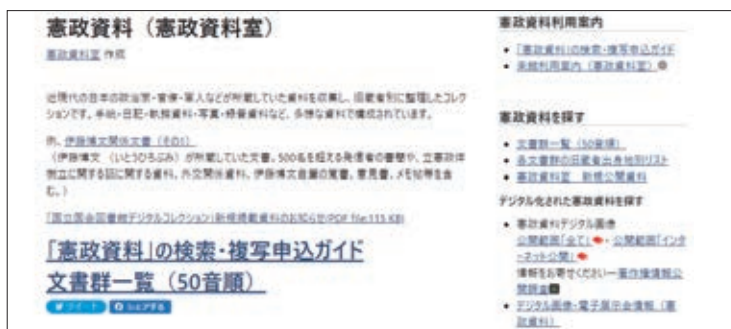 憲政資料（憲政資料室）
憲政資料室 作成
近現代の日本の政治家・官僚・軍人などが所蔵していた資料を収集し、旧蔵者別に整理したコレク
ションです。手紙・日記・執務資料・写真・録音資料など、多様な資料で構成されています。
例. 伊藤博文関係文書（その1）
（伊藤博文（いとうひろぶみ）が所蔵していた文書。500名を超える発信者の書簡や、立憲政体
樹立に関する調に関する資料、外交関係資料、伊藤博文自筆の覚書、意見書、メモ帖等を含
む。）
「国立国会図書館デジタルコレクション」新規掲載資料のお知らせ(PDF file:115 KB)
「憲政資料」の検索・複写申込ガイド
文書群一覧（50音順）
ツイート シェアする
憲政資料利用案内
「憲政資料」の検索・複写申込ガイド
来館利用案内（憲政資料室）
憲政資料を探す
文書群一覧（50音順）
各文書群の旧蔵者出身地別リスト
憲政資料室 新規公開資料
デジタル化された憲政資料を探す
憲政資料デジタル画像
公開範囲「全て」・公開範囲「インタ
ーネット公開」
情報をお寄せください―著作権情報公
開調査
デジタル画像・電子展示会情報（憲
政資料）